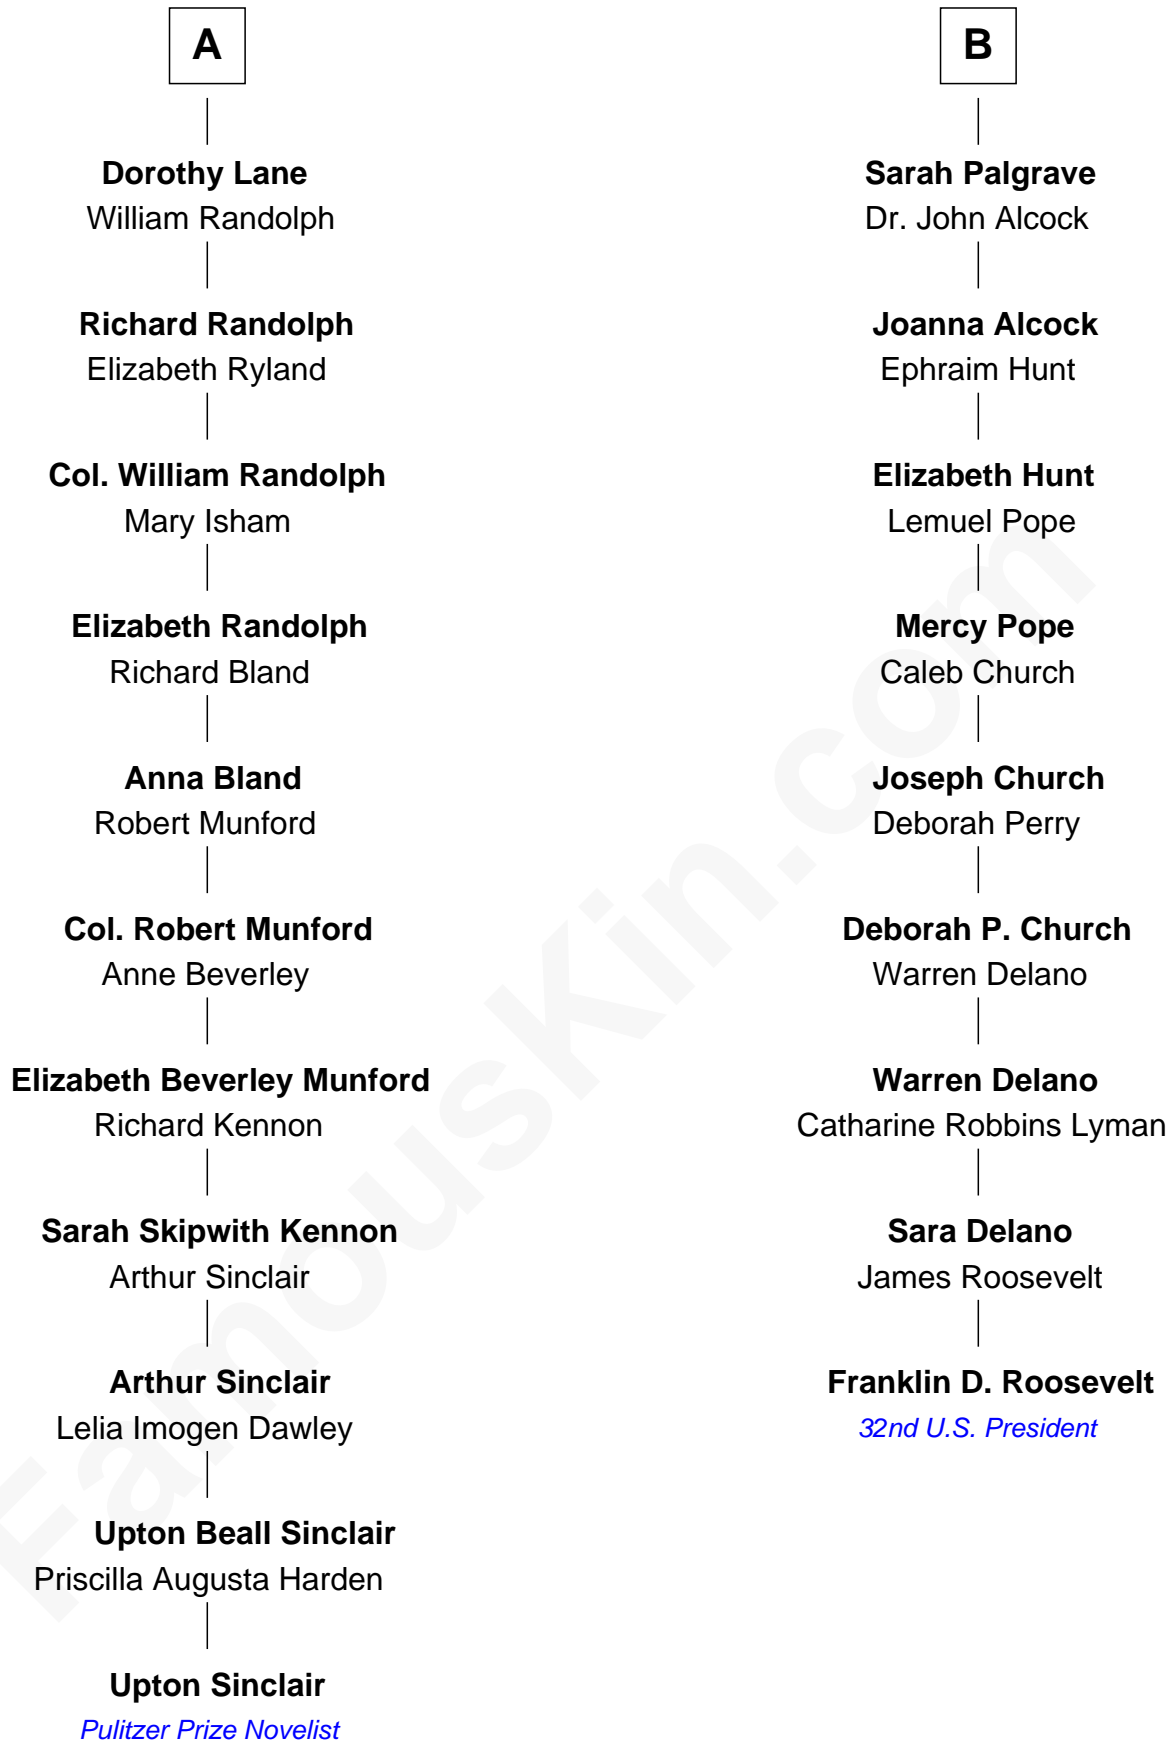 A
Dorothy Lane
William Randolph
Richard Randolph
Elizabeth Ryland
Col. William Randolph
Mary Isham
Elizabeth Randolph
Richard Bland
Anna Bland
Robert Munford
Col. Robert Munford
Anne Beverley
Elizabeth Beverley Munford
Richard Kennon
Sarah Skipwith Kennon
Arthur Sinclair
Arthur Sinclair
Lelia Imogen Dawley
Upton Beall Sinclair
Priscilla Augusta Harden
Upton Sinclair
Pulitzer Prize Novelist
B
Sarah Palgrave
Dr. John Alcock
Joanna Alcock
Ephraim Hunt
Elizabeth Hunt
Lemuel Pope
Mercy Pope
Caleb Church
Joseph Church
Deborah Perry
Deborah P. Church
Warren Delano
Warren Delano
Catharine Robbins Lyman
Sara Delano
James Roosevelt
Franklin D. Roosevelt
32nd U.S. President
FamousKin.com